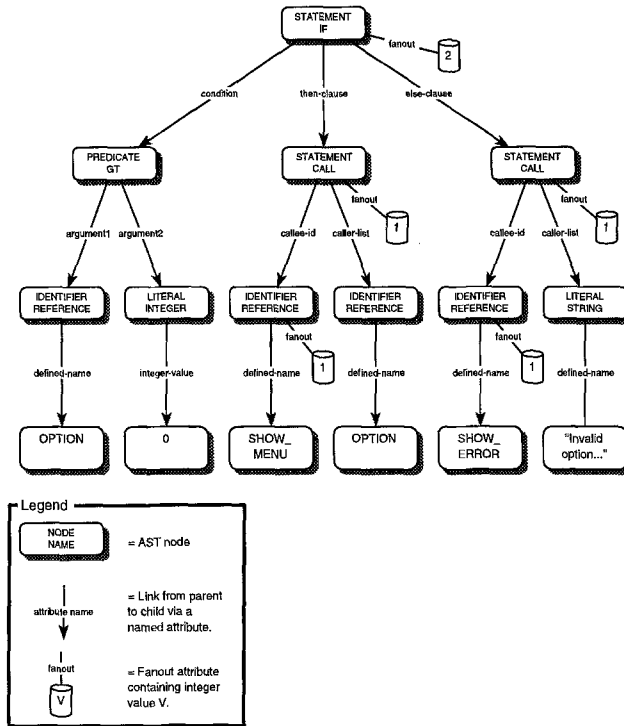 STATEMENT
IF
fanout
2
condition
then-clause
else-clause
PREDICATE
GT
STATEMENT
CALL
fanout
1
STATEMENT
CALL
fanout
1
argument1
argument2
callee-id
caller-list
callee-id
caller-list
IDENTIFIER
REFERENCE
LITERAL
INTEGER
IDENTIFIER
REFERENCE
IDENTIFIER
REFERENCE
IDENTIFIER
REFERENCE
LITERAL
STRING
fanout
1
fanout
1
defined-name
integer-value
defined-name
defined-name
defined-name
defined-name
OPTION
0
SHOW_
MENU
OPTION
SHOW_
ERROR
"Invalid
option..."
Legend
NODE
NAME
= AST node
attribute name
= Link from parent
to child via a
named attribute.
fanout
V
= Fanout attribute
containing integer
value V.